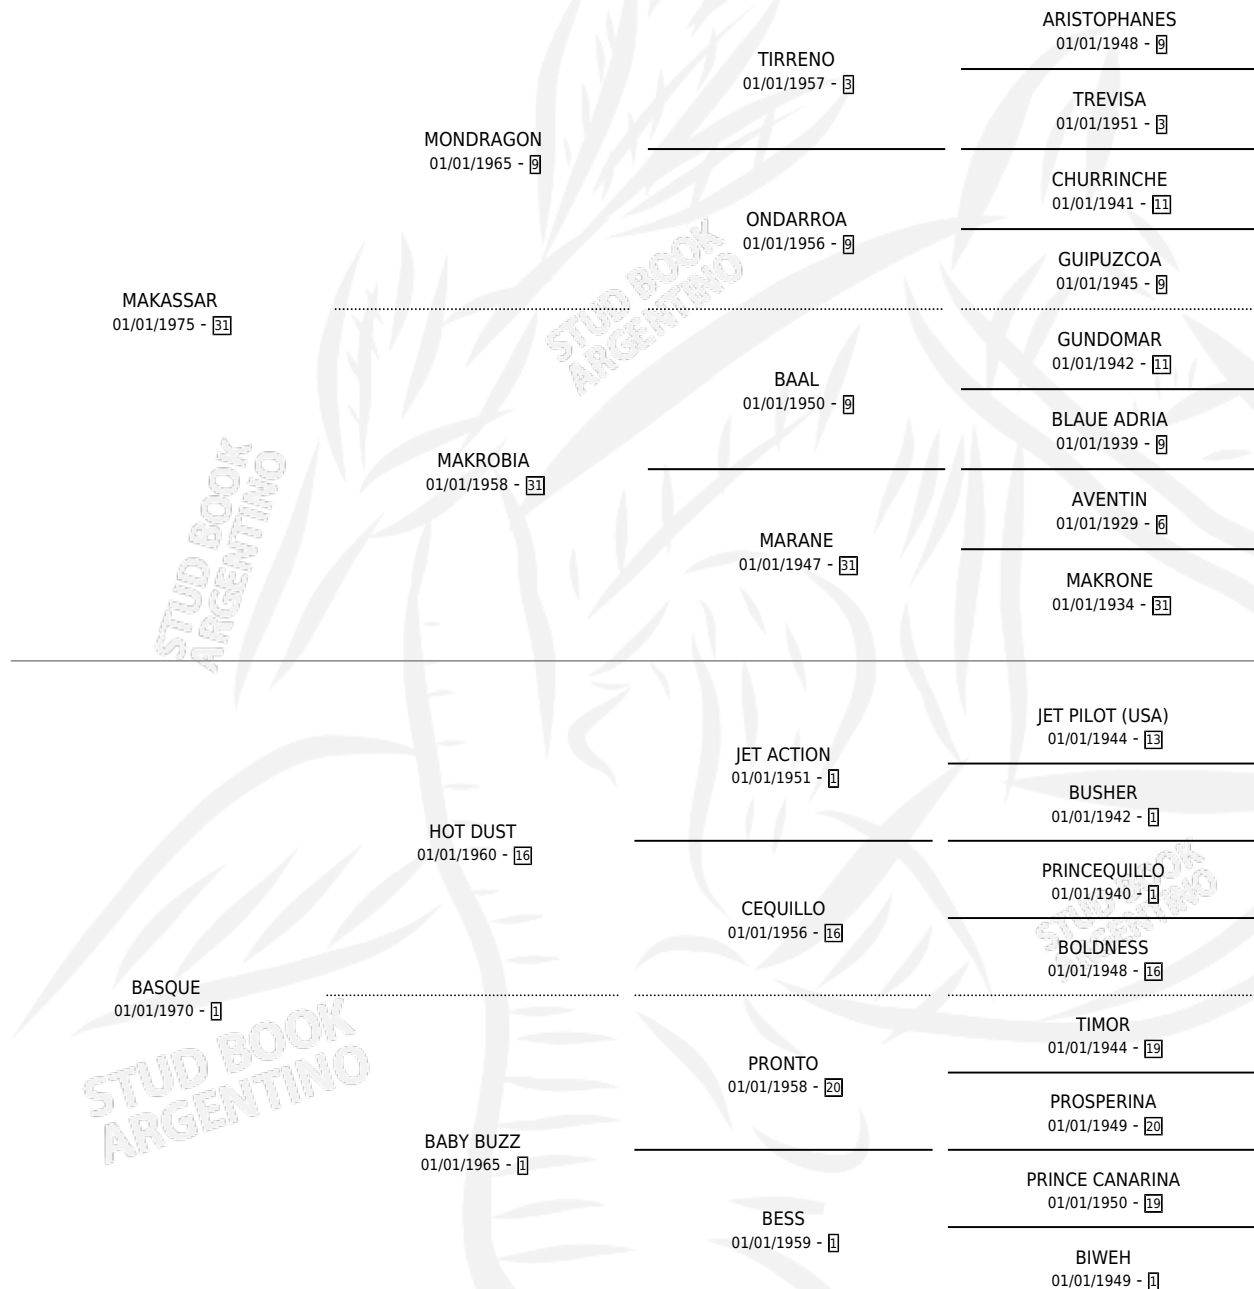 ARISTOPHANES
01/01/1948 - 9
TIRRENO
01/01/1957 - 3
TREVISA
01/01/1951 - 3
MONDRAGON
01/01/1965 - 9
CHURRINCHE
01/01/1941 - 11
ONDARROA
01/01/1956 - 9
GUIPUZCOA
01/01/1945 - 9
MAKASSAR
01/01/1975 - 31
GUNDOMAR
01/01/1942 - 11
BAAL
01/01/1950 - 9
BLAUE ADRIA
01/01/1939 - 9
MAKROBIA
01/01/1958 - 31
AVENTIN
01/01/1929 - 6
MARANE
01/01/1947 - 31
MAKRONE
01/01/1934 - 31
JET PILOT (USA)
01/01/1944 - 13
JET ACTION
01/01/1951 - 1
BUSHER
01/01/1942 - 1
HOT DUST
01/01/1960 - 16
PRINCEQUILLO
01/01/1940 - 1
CEQUILLO
01/01/1956 - 16
BOLDNESS
01/01/1948 - 16
BASQUE
01/01/1970 - 1
TIMOR
01/01/1944 - 19
PRONTO
01/01/1958 - 20
PROSPERINA
01/01/1949 - 20
BABY BUZZ
01/01/1965 - 1
PRINCE CANARINA
01/01/1950 - 19
BESS
01/01/1959 - 1
BIWEH
01/01/1949 - 1
STUD BOOK
ARGENTINO
STUD BOOK
ARGENTINO
STUD BOOK
ARGENTINO
STUD BOOK
ARGENTINO